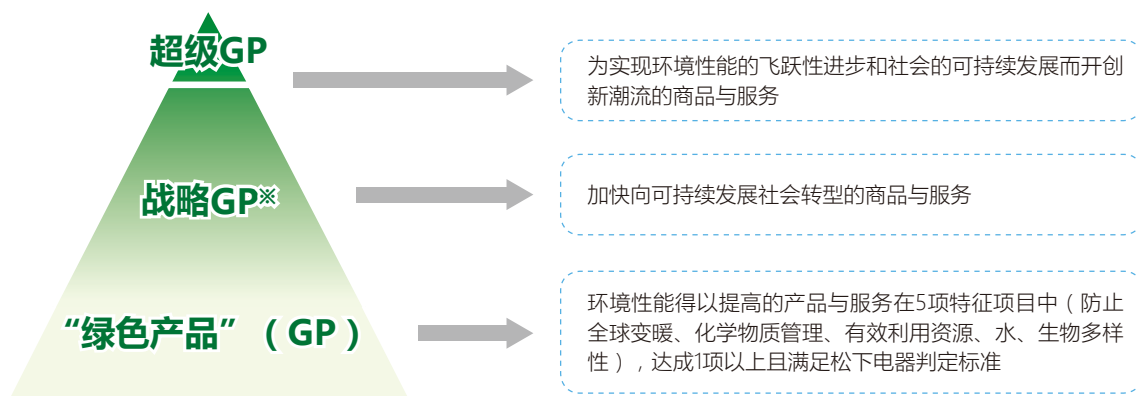 超级GP
为实现环境性能的飞跃性进步和社会的可持续发展而开创
新潮流的商品与服务
战略GP※
加快向可持续发展社会转型的商品与服务
“绿色产品”（GP）
环境性能得以提高的产品与服务在5项特征项目中（防止
全球变暖、化学物质管理、有效利用资源、水、生物多样
性），达成1项以上且满足松下电器判定标准